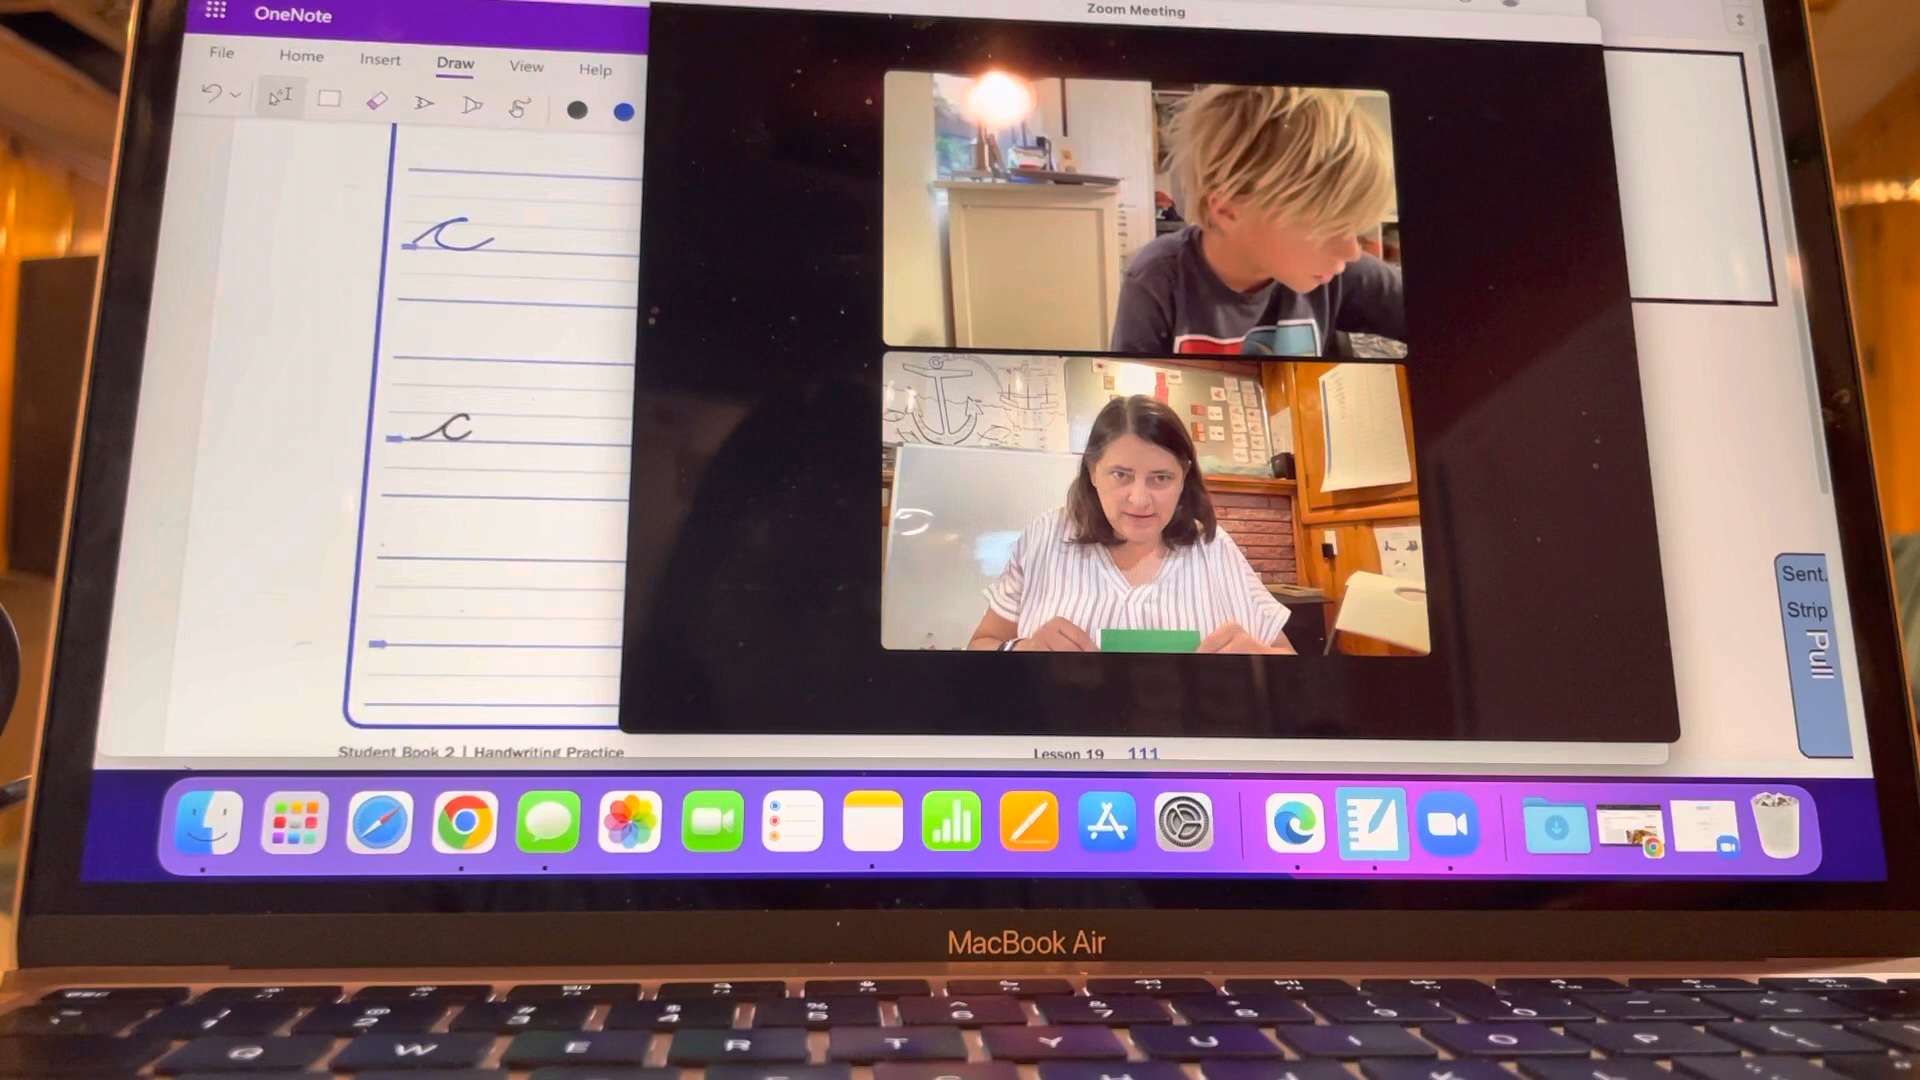 OneNote
Zoom Meeting
File Home Insert Draw View Help
c
c
Sent.
Strip
Pull
Student Book 2 | Handwriting Practice
Lesson 19 111
MacBook Air
esc
Q W E R T Y U I O P